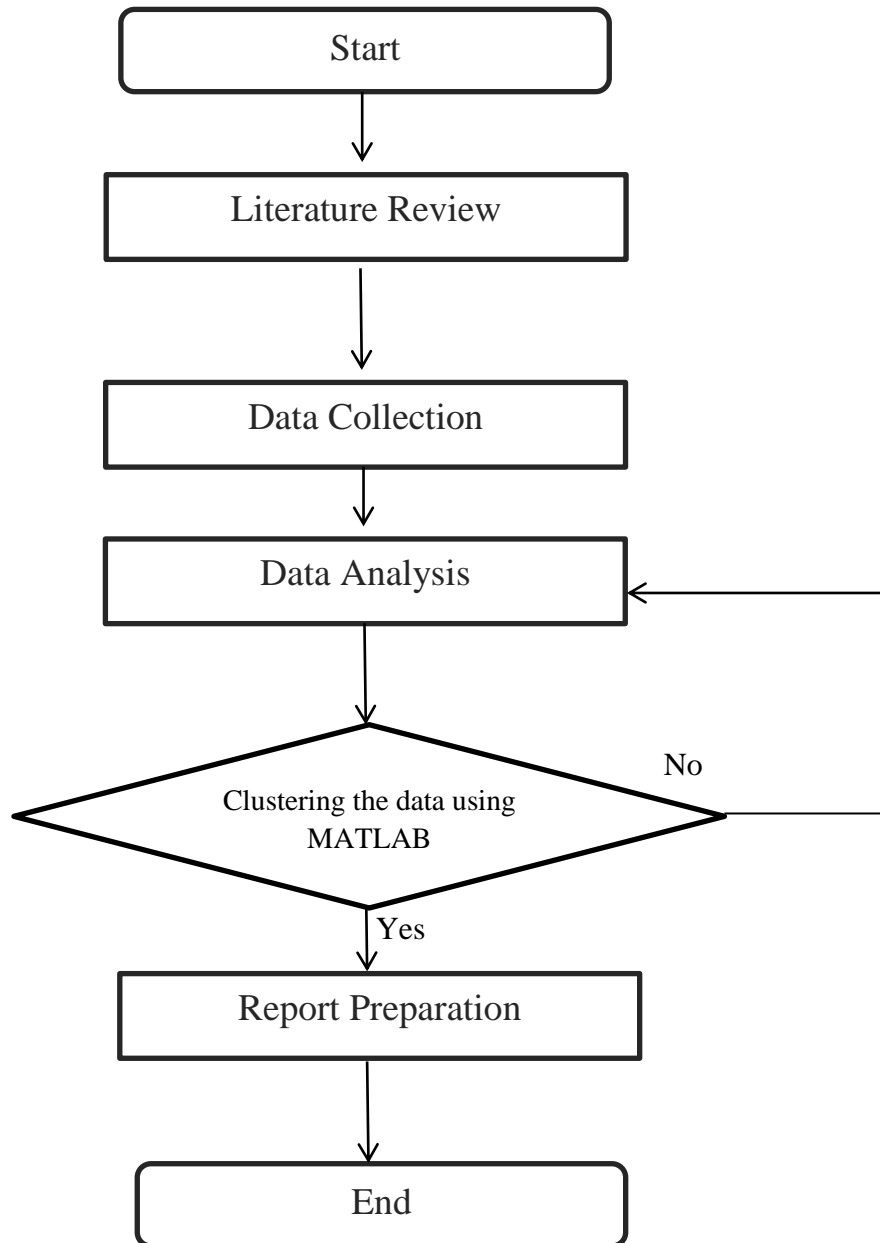 Start
Literature Review
Data Collection
Data Analysis
No
Clustering the data using
MATLAB
Yes
Report Preparation
End